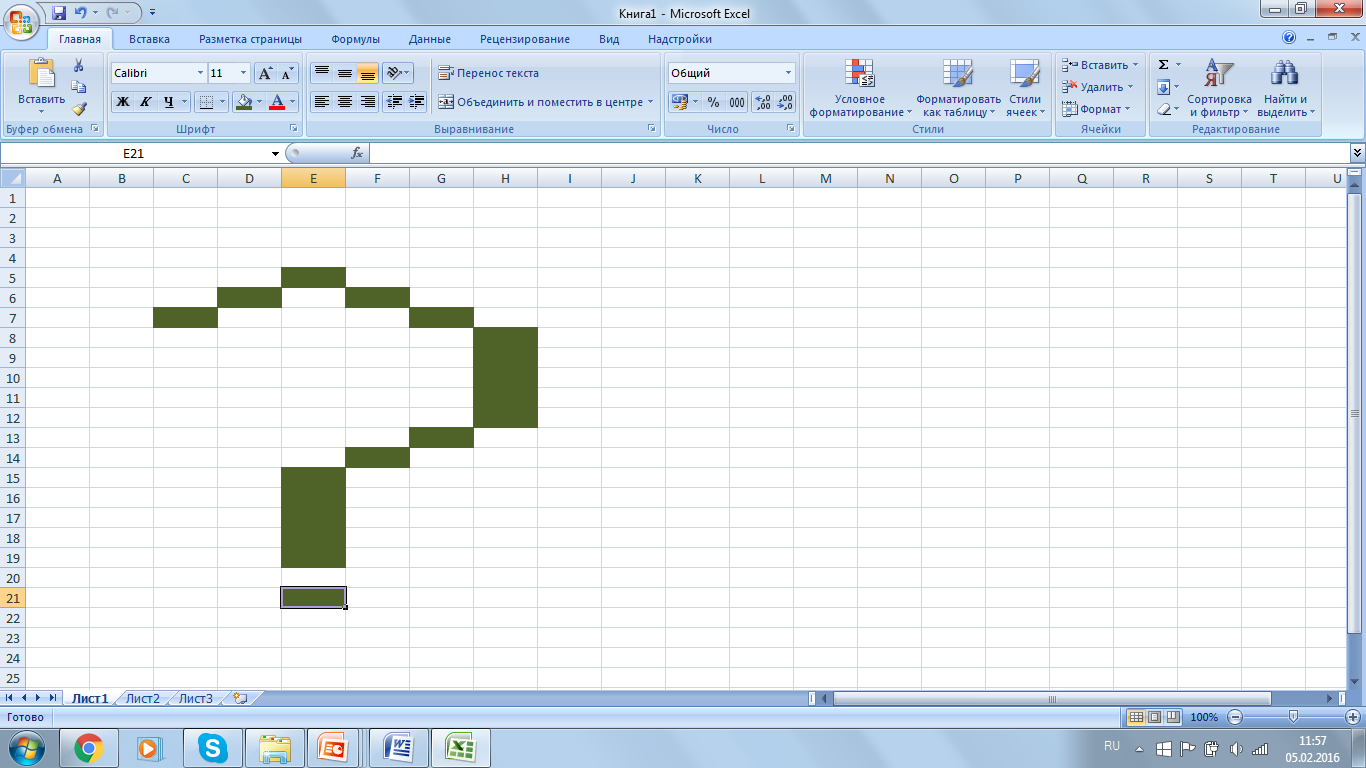 Книга1 - Microsoft Excel
Главная Вставка Разметка страницы Формулы Данные Рецензирование Вид Надстройки
Вставить
Буфер обмена
Calibri 11
Ж К Ч А
Шрифт
Перенос текста
Объединить и поместить в центре
Выравнивание
Общий
% 000 ,00 ,0
Число
Условное форматирование
Форматировать как таблицу
Стили ячеек
Стили
Вставить
Удалить
Формат
Ячейки
Σ
Сортировка и фильтр
Найти и выделить
Редактирование
E21 fx
A B C D E F G H I J K L M N O P Q R S T U
1
2
3
4
5
6
7
8
9
10
11
12
13
14
15
16
17
18
19
20
21
22
23
24
25
Лист1 Лист2 Лист3
Готово 100%
RU 11:57
05.02.2016